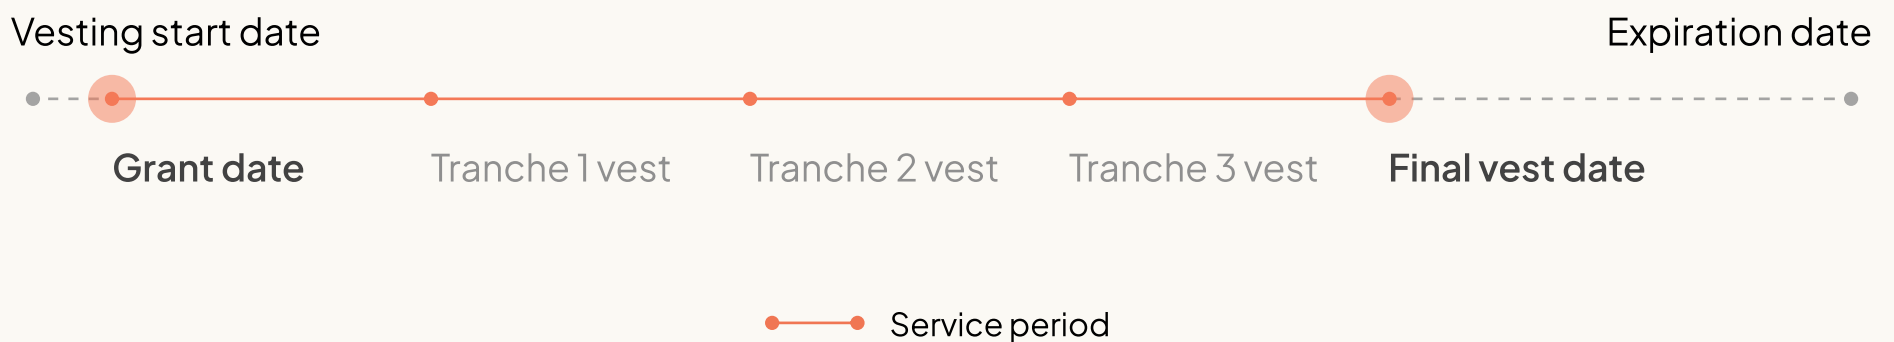 Vesting start date
Expiration date
Grant date
Tranche 1 vest
Tranche 2 vest
Tranche 3 vest
Final vest date
Service period